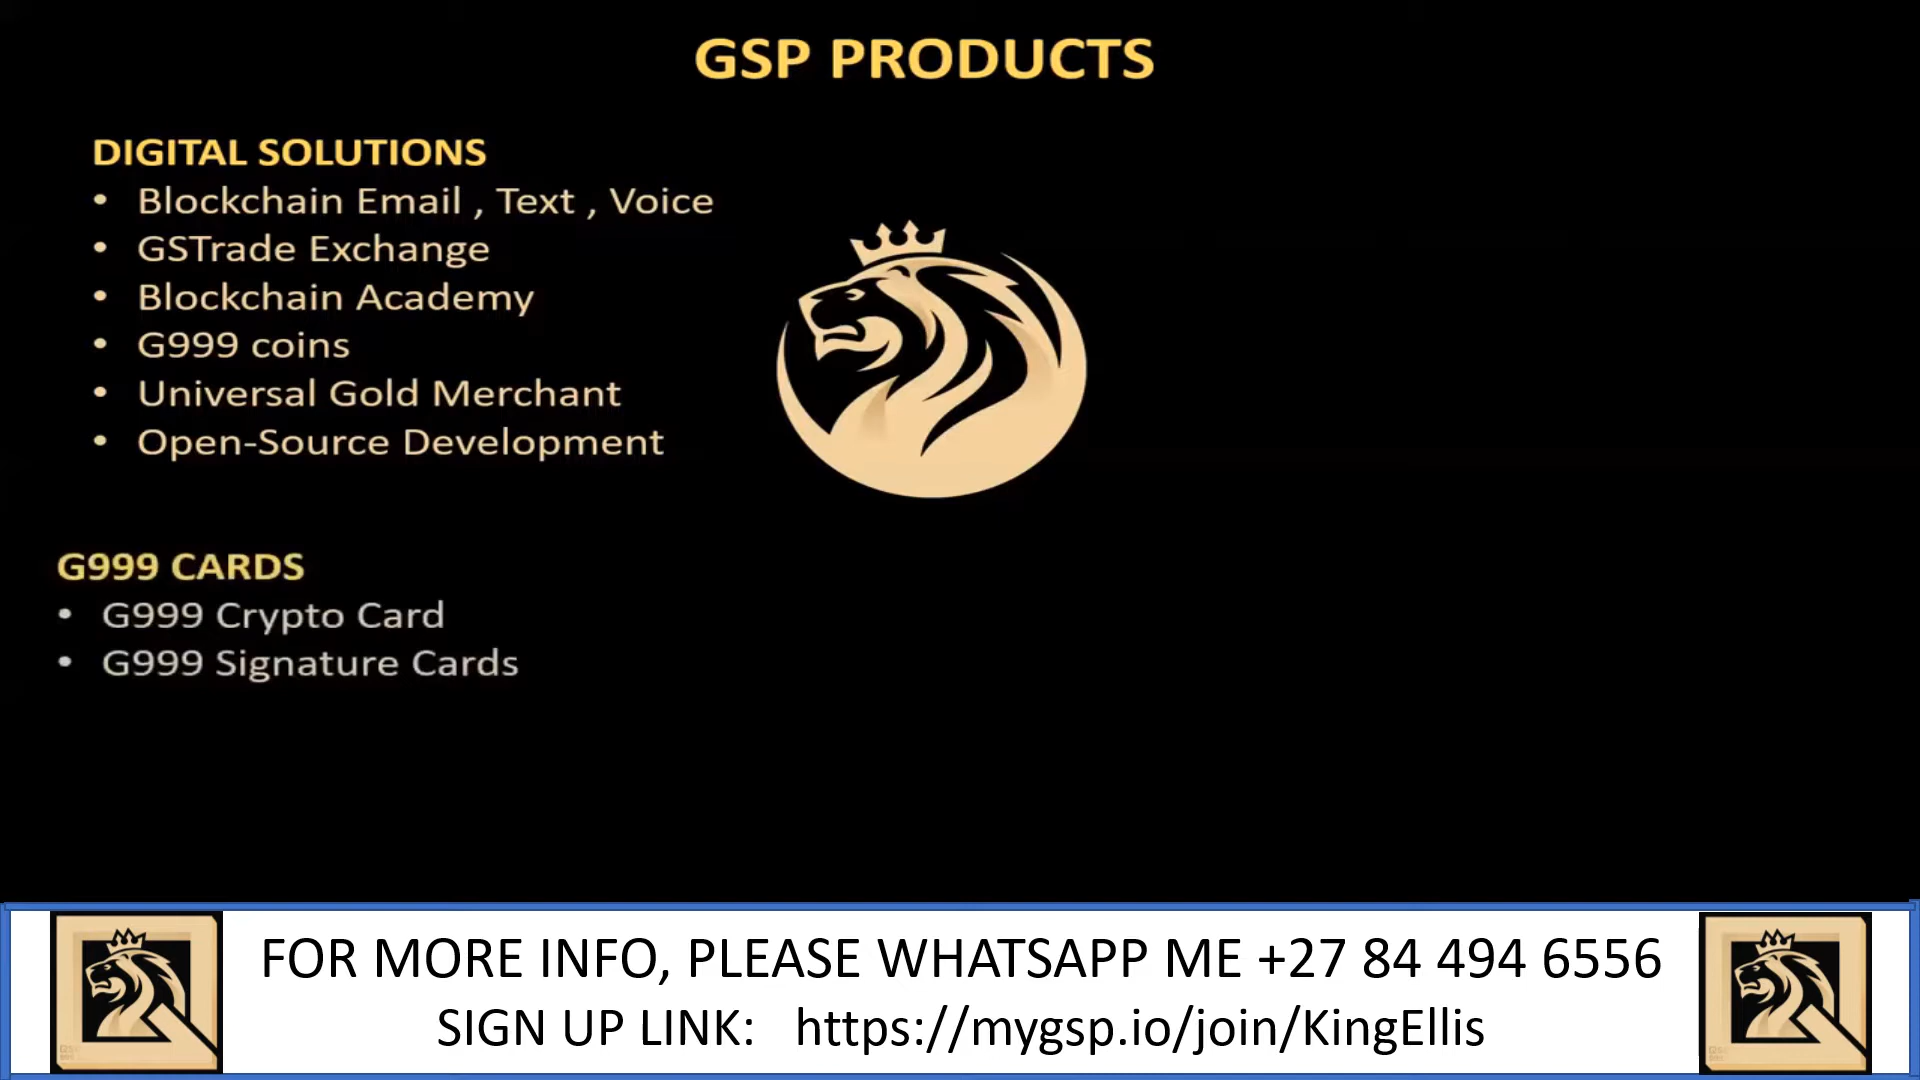 GSP PRODUCTS
DIGITAL SOLUTIONS
• Blockchain Email , Text , Voice
• GSTrade Exchange
• Blockchain Academy
• G999 coins
• Universal Gold Merchant
• Open-Source Development
G999 CARDS
• G999 Crypto Card
• G999 Signature Cards
FOR MORE INFO, PLEASE WHATSAPP ME +27 84 494 6556
SIGN UP LINK: https://mygsp.io/join/KingEllis